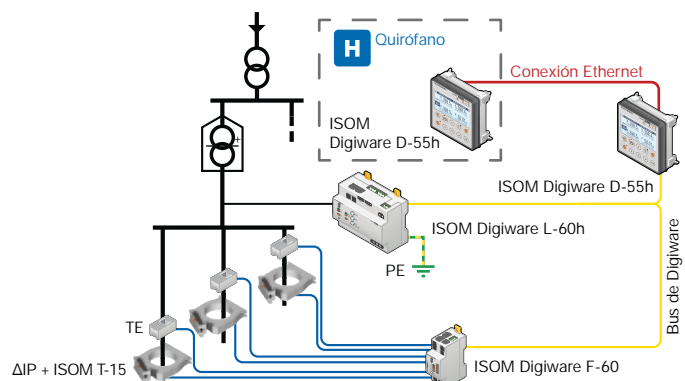 H
Quirófano
Conexión Ethernet
ISOM
Digiware D-55h
ISOM Digiware D-55h
ISOM Digiware L-60h
PE
Bus de Digiware
TE
ΔIP + ISOM T-15
ISOM Digiware F-60